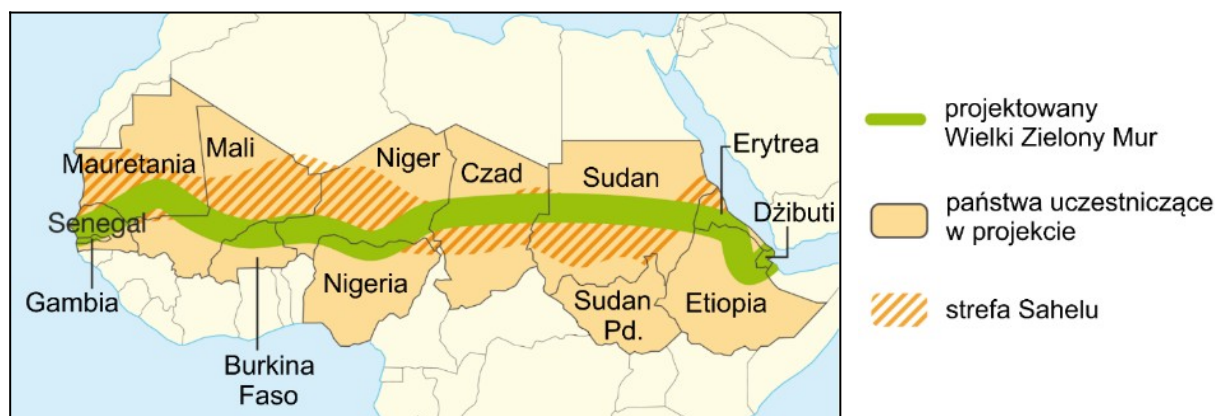 Mauretania
Mali
Niger
Czad
Sudan
Erytrea
Dżibuti
Senegal
Gambia
Burkina
Faso
Nigeria
Sudan
Pd.
Etiopia
projektowany
Wielki Zielony Mur
państwa uczestniczące
w projekcie
strefa Sahelu